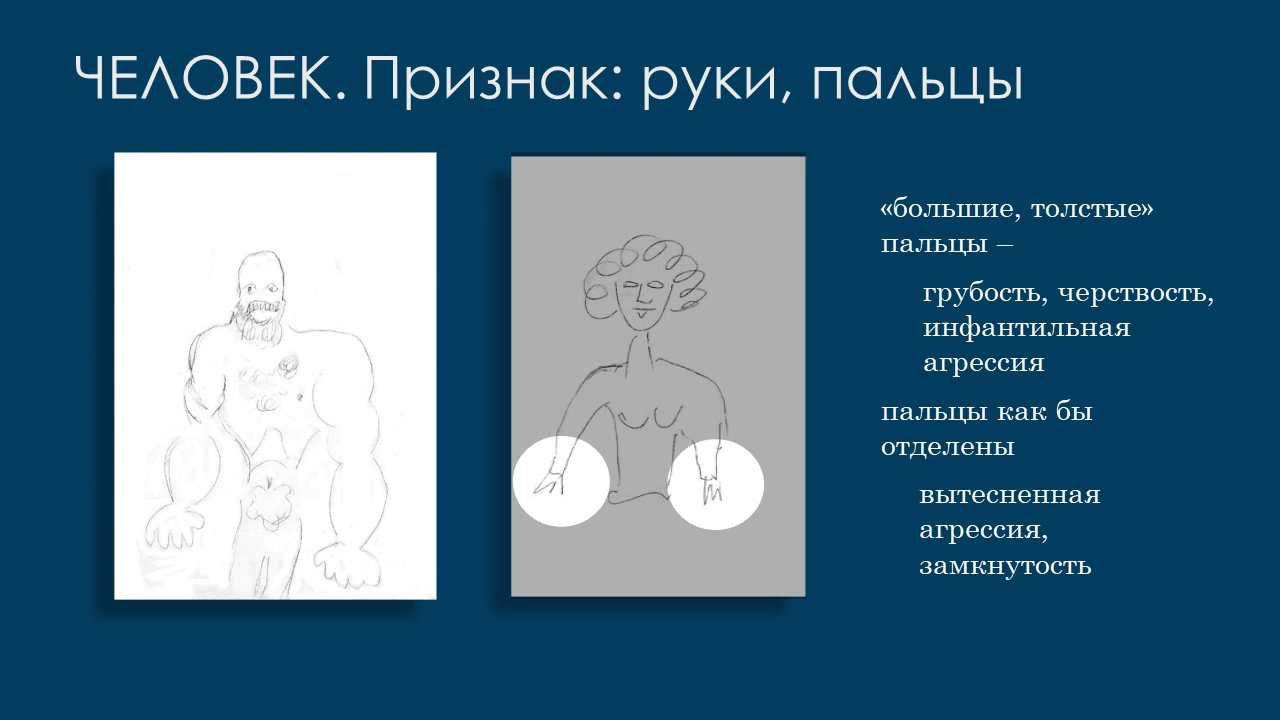 ЧЕЛОВЕК. Признак: руки, пальцы
«большие, толстые»
пальцы –
грубость, черствость,
инфантильная
агрессия
пальцы как бы
отделены
вытесненная
агрессия,
замкнутость